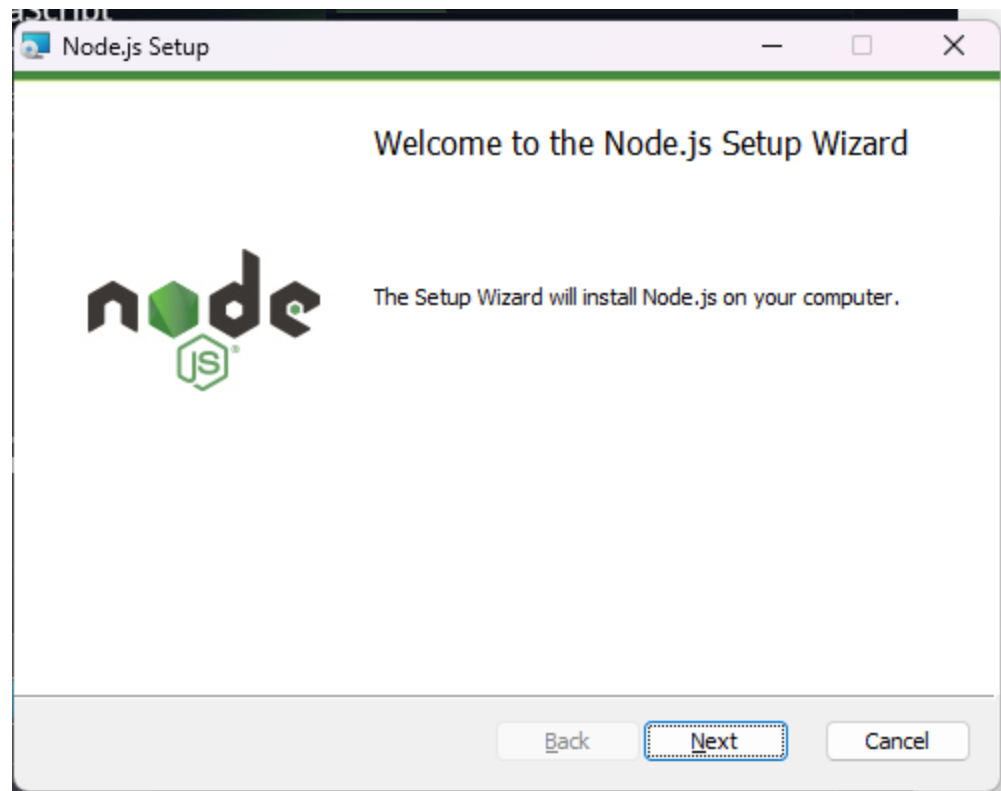 ascript
Node.js Setup
Welcome to the Node.js Setup Wizard
node
JS®
The Setup Wizard will install Node.js on your computer.
Back
Next
Cancel